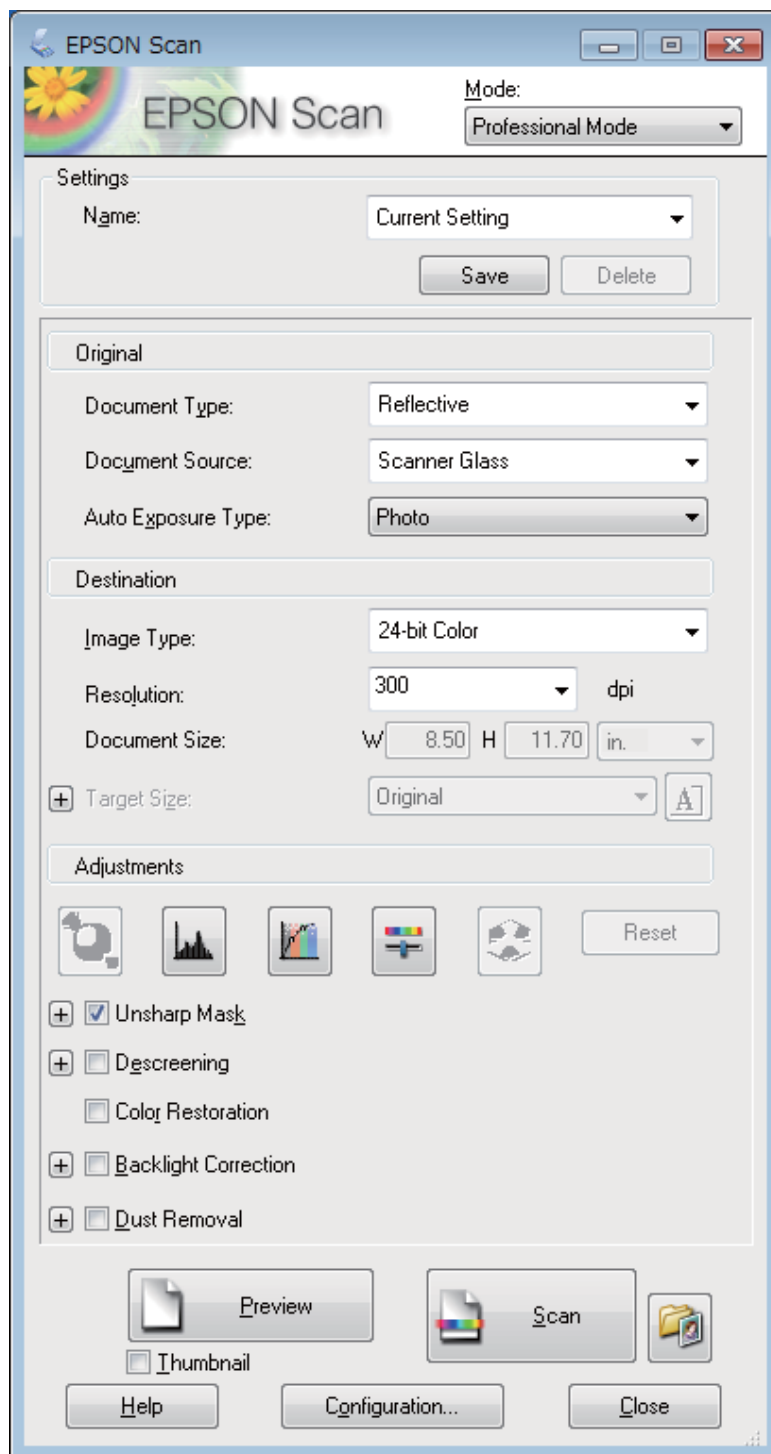 EPSON Scan
EPSON Scan
Mode:
Professional Mode
Settings
Name:
Current Setting
Save
Delete
Original
Document Type:
Reflective
Document Source:
Scanner Glass
Auto Exposure Type:
Photo
Destination
Image Type:
24-bit Color
Resolution:
300
dpi
Document Size:
W 8.50 H 11.70 in.
Target Size:
Original
A
Adjustments
Reset
Unsharp Mask
Descreening
Color Restoration
Backlight Correction
Dust Removal
Preview
Scan
Thumbnail
Help
Configuration...
Close